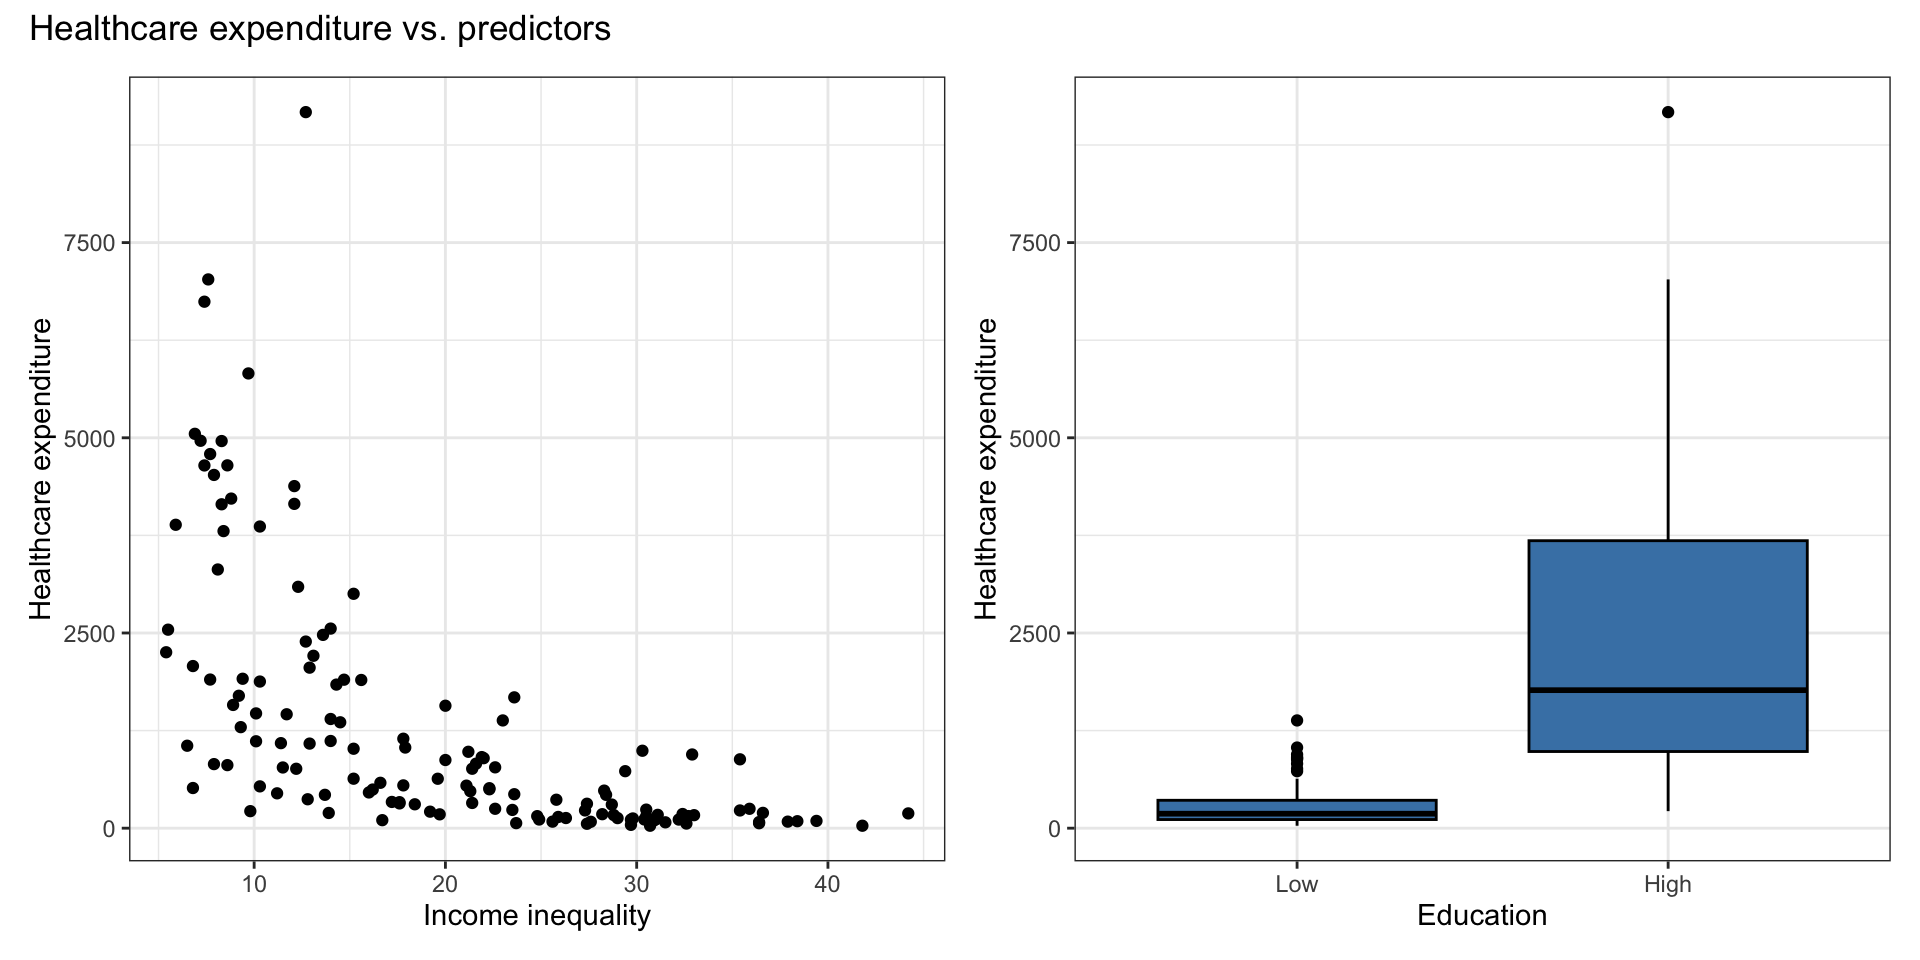 Healthcare expenditure vs. predictors
Healthcare expenditure
7500
5000
2500
0
10 20 30 40
Income inequality
Healthcare expenditure
7500
5000
2500
0
Low High
Education